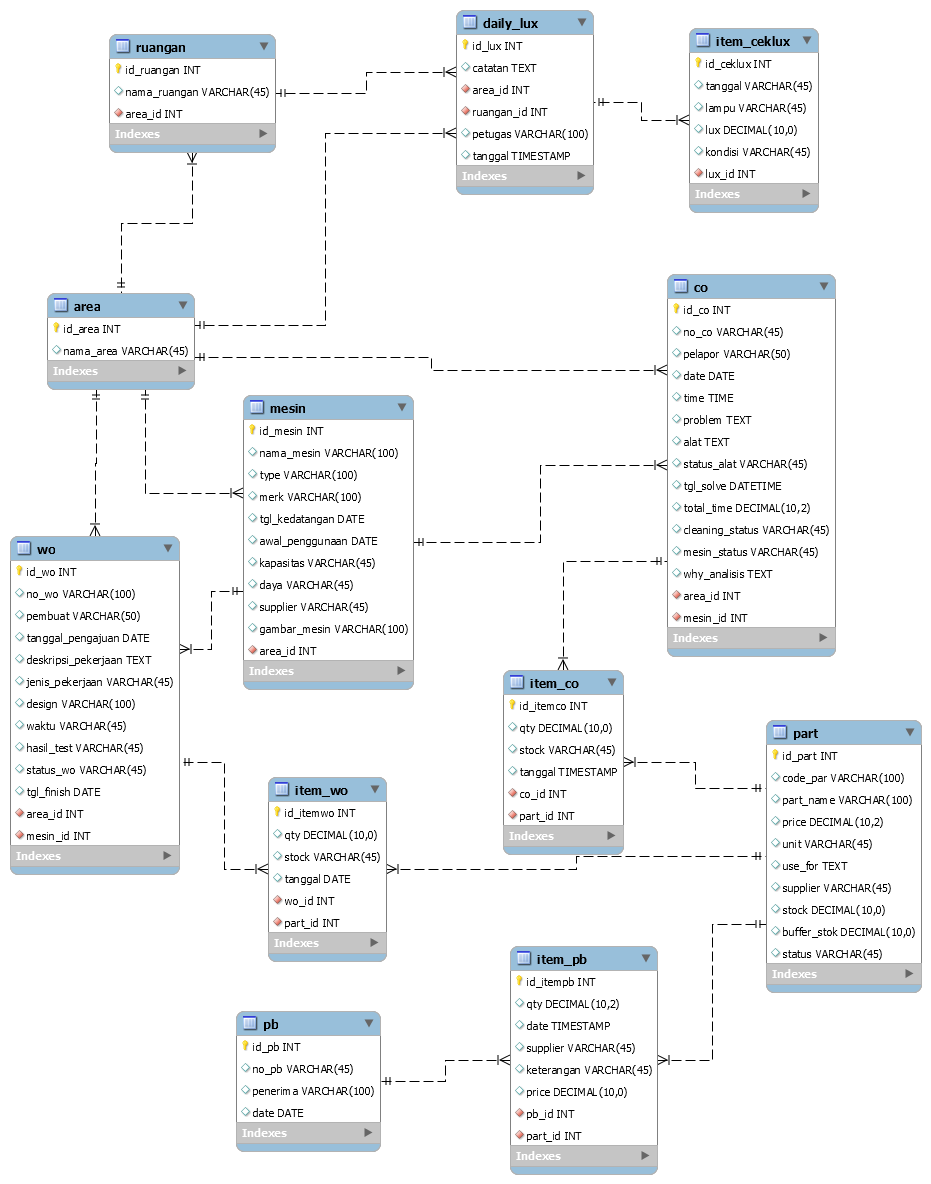 ruangan
id_ruangan INT
nama_ruangan VARCHAR(45)
area_id INT
Indexes
daily_lux
id_lux INT
catatan TEXT
area_id INT
ruangan_id INT
petugas VARCHAR(100)
tanggal TIMESTAMP
Indexes
item_ceklux
id_ceklux INT
tanggal VARCHAR(45)
lampu VARCHAR(45)
lux DECIMAL(10,0)
kondisi VARCHAR(45)
lux_id INT
Indexes
area
id_area INT
nama_area VARCHAR(45)
Indexes
co
id_co INT
no_co VARCHAR(45)
pelapor VARCHAR(50)
date DATE
time TIME
problem TEXT
alat TEXT
status_alat VARCHAR(45)
tgl_solve DATETIME
total_time DECIMAL(10,2)
cleaning_status VARCHAR(45)
mesin_status VARCHAR(45)
why_analisis TEXT
area_id INT
mesin_id INT
Indexes
mesin
id_mesin INT
nama_mesin VARCHAR(100)
type VARCHAR(100)
merk VARCHAR(100)
tgl_kedatangan DATE
awal_penggunaan DATE
kapasitas VARCHAR(45)
daya VARCHAR(45)
supplier VARCHAR(45)
gambar_mesin VARCHAR(100)
area_id INT
Indexes
wo
id_wo INT
no_wo VARCHAR(100)
pembuat VARCHAR(50)
tanggal_pengajuan DATE
deskripsi_pekerjaan TEXT
jenis_pekerjaan VARCHAR(45)
design VARCHAR(100)
waktu VARCHAR(45)
hasil_test VARCHAR(45)
status_wo VARCHAR(45)
tgl_finish DATE
area_id INT
mesin_id INT
Indexes
item_co
id_itemco INT
qty DECIMAL(10,0)
stock VARCHAR(45)
tanggal TIMESTAMP
co_id INT
part_id INT
Indexes
part
id_part INT
code_par VARCHAR(100)
part_name VARCHAR(100)
price DECIMAL(10,2)
unit VARCHAR(45)
use_for TEXT
supplier VARCHAR(45)
stock DECIMAL(10,0)
buffer_stok DECIMAL(10,0)
status VARCHAR(45)
Indexes
item_wo
id_itemwo INT
qty DECIMAL(10,0)
stock VARCHAR(45)
tanggal DATE
wo_id INT
part_id INT
Indexes
item_pb
id_itempb INT
qty DECIMAL(10,2)
date TIMESTAMP
supplier VARCHAR(45)
keterangan VARCHAR(45)
price DECIMAL(10,0)
pb_id INT
part_id INT
Indexes
pb
id_pb INT
no_pb VARCHAR(45)
penerima VARCHAR(100)
date DATE
Indexes